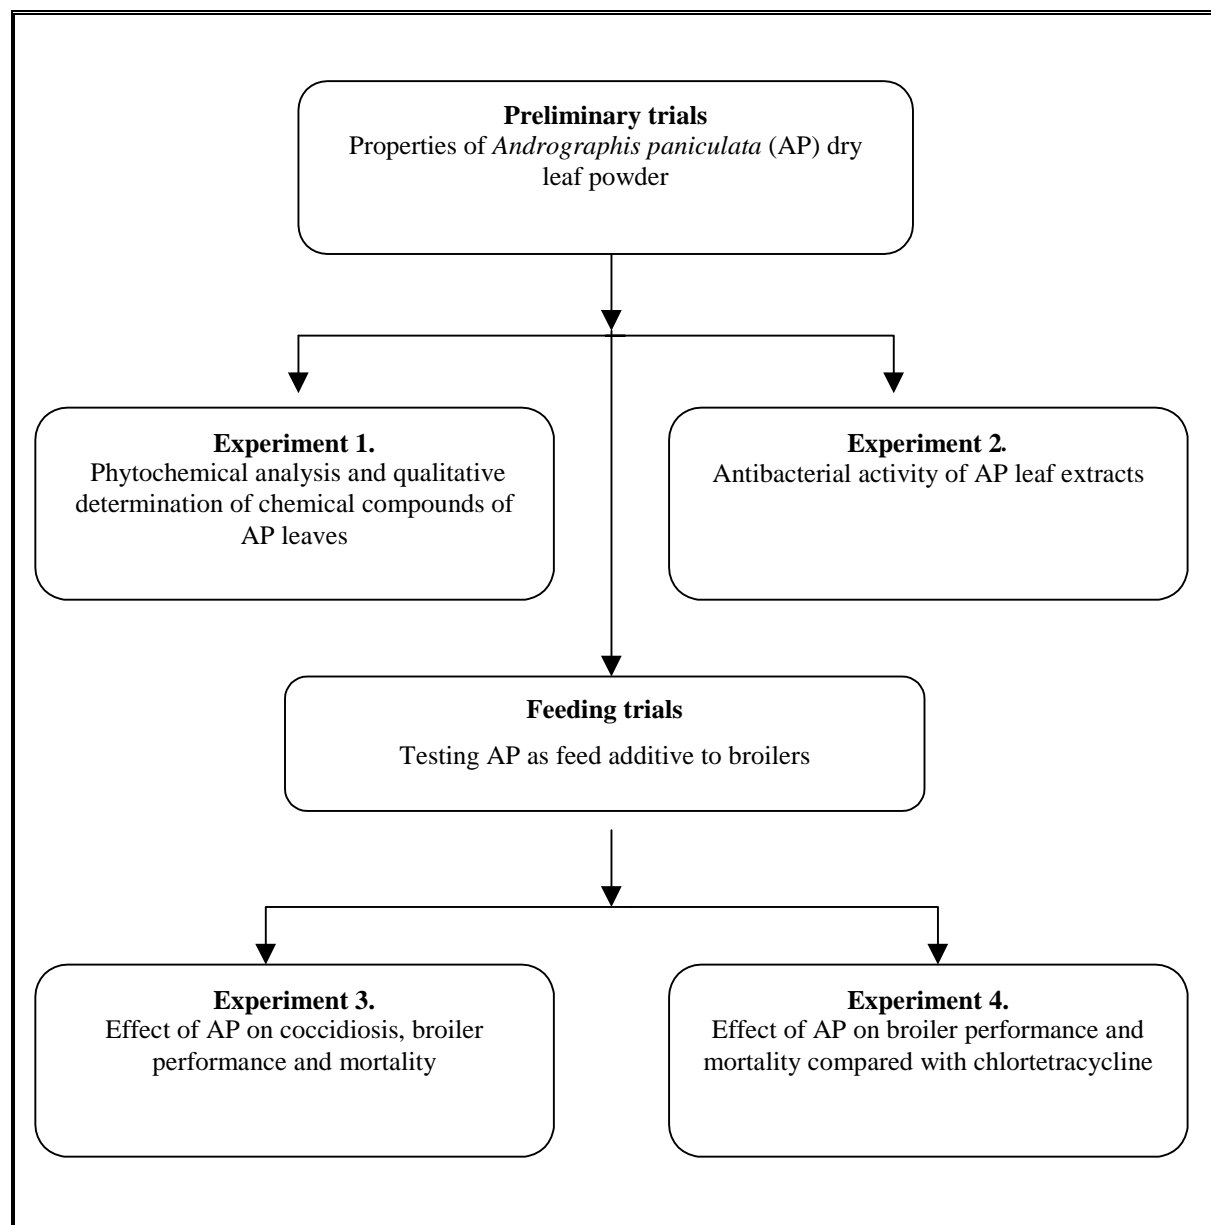 Preliminary trials
Properties of Andrographis paniculata (AP) dry
leaf powder
Experiment 1.
Phytochemical analysis and qualitative
determination of chemical compounds of
AP leaves
Experiment 2.
Antibacterial activity of AP leaf extracts
Feeding trials
Testing AP as feed additive to broilers
Experiment 3.
Effect of AP on coccidiosis, broiler
performance and mortality
Experiment 4.
Effect of AP on broiler performance and
mortality compared with chlortetracycline